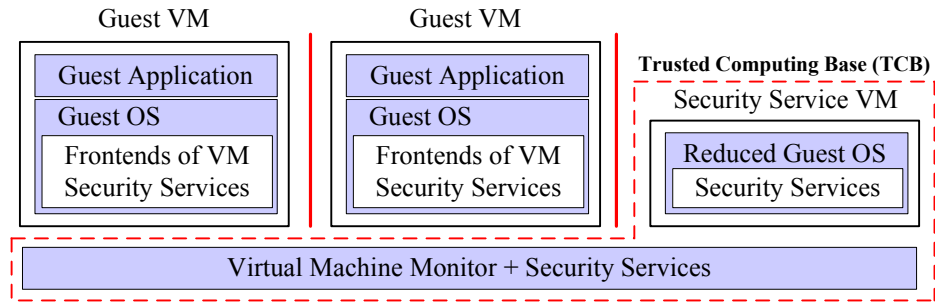 Guest VM
Guest Application
Guest OS
Frontends of VM
Security Services
Guest VM
Guest Application
Guest OS
Frontends of VM
Security Services
Trusted Computing Base (TCB)
Security Service VM
Reduced Guest OS
Security Services
Virtual Machine Monitor + Security Services